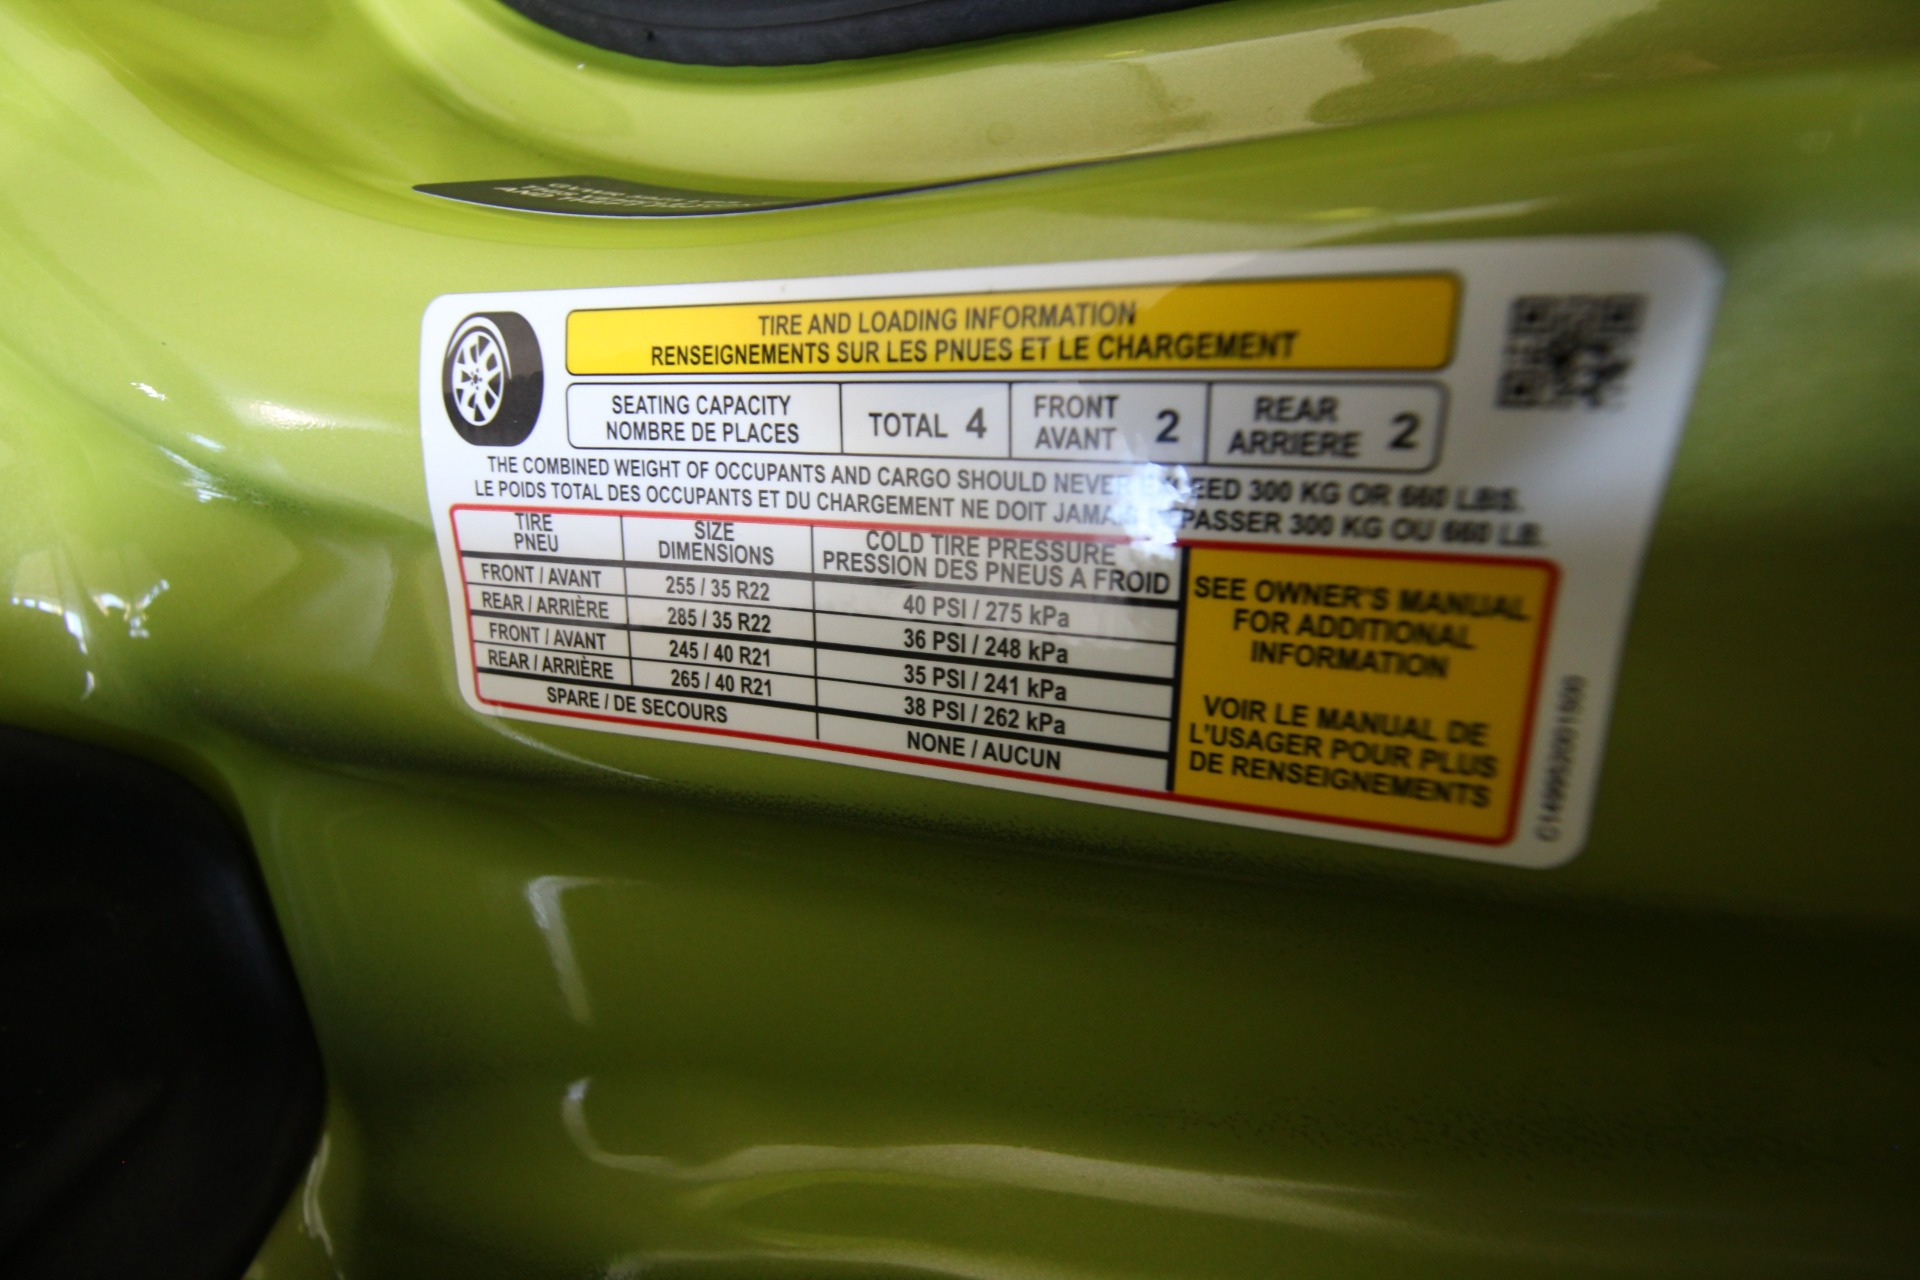 TIRE AND LOADING INFORMATION
RENSEIGNEMENTS SUR LES PNUES ET LE CHARGEMENT
SEATING CAPACITY
NOMBRE DE PLACES
TOTAL 4
FRONT
AVANT 2
REAR
ARRIERE 2
THE COMBINED WEIGHT OF OCCUPANTS AND CARGO SHOULD NEVER EXCEED 300 KG OR 660 LBS.
LE POIDS TOTAL DES OCCUPANTS ET DU CHARGEMENT NE DOIT JAMAIS DEPASSER 300 KG OU 660 LB.
TIRE
PNEU
SIZE
DIMENSIONS
COLD TIRE PRESSURE
PRESSION DES PNEUS A FROID
FRONT / AVANT 255 / 35 R22 40 PSI / 275 kPa
REAR / ARRIÈRE 285 / 35 R22 36 PSI / 248 kPa
FRONT / AVANT 245 / 40 R21 35 PSI / 241 kPa
REAR / ARRIÈRE 265 / 40 R21 38 PSI / 262 kPa
SPARE / DE SECOURS NONE / AUCUN
SEE OWNER'S MANUAL
FOR ADDITIONAL
INFORMATION
VOIR LE MANUAL DE
L'USAGER POUR PLUS
DE RENSEIGNEMENTS